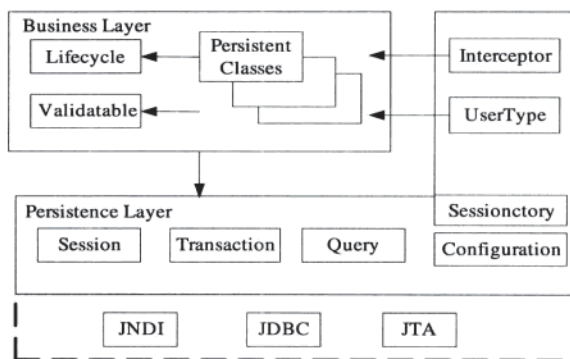 Business Layer
Lifecycle
Persistent
Classes
Interceptor
Validatable
UserType
Persistence Layer
Sessionctory
Session
Transaction
Query
Configuration
JNDI
JDBC
JTA